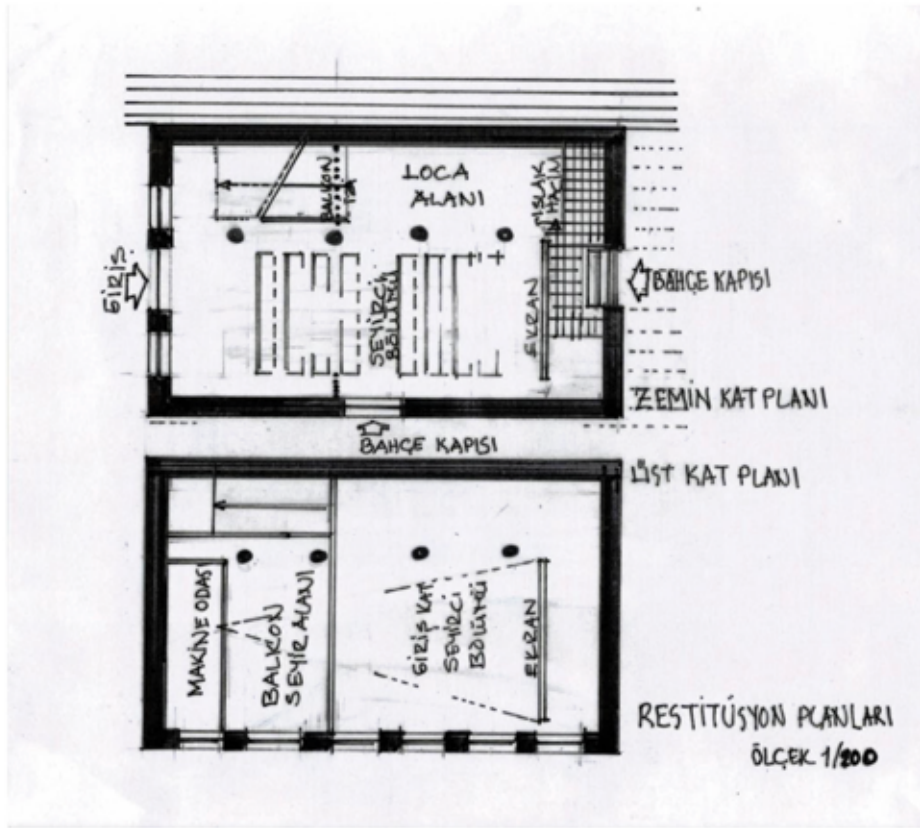 LOCA
ALANI
BALKON
ISLAK
HACİM
GİRİŞ
SEYİRCİ
BÖLÜMÜ
EKRAN
BAHÇE KAPISI
ZEMİN KAT PLANI
BAHÇE KAPISI
ÜST KAT PLANI
MAKİNE ODASI
BALKON
SEYİR ALANI
GİRİŞ KAT
SEYİRCİ
BÖLÜMÜ
EKRAN
RESTİTÜSYON PLANLARI
ÖLÇEK 1/200